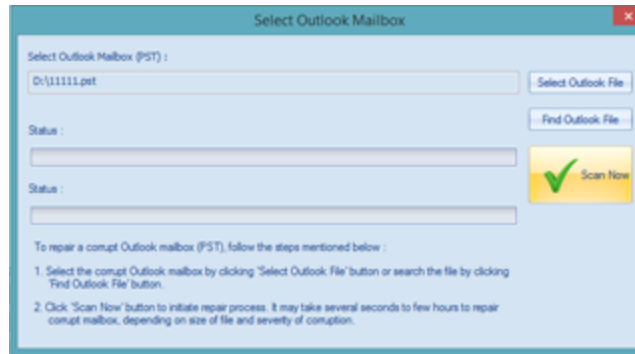 Select Outlook Mailbox
Select Outlook Mailbox (PST) :
D:\11111.pst
Select Outlook File
Find Outlook File
Status :
Scan Now
Status :
To repair a corrupt Outlook mailbox (PST), follow the steps mentioned below :
1. Select the corrupt Outlook mailbox by clicking 'Select Outlook File' button or search the file by clicking
'Find Outlook File' button.
2. Click 'Scan Now' button to initiate repair process. It may take several seconds to few hours to repair
corrupt mailbox, depending on size of file and severity of corruption.